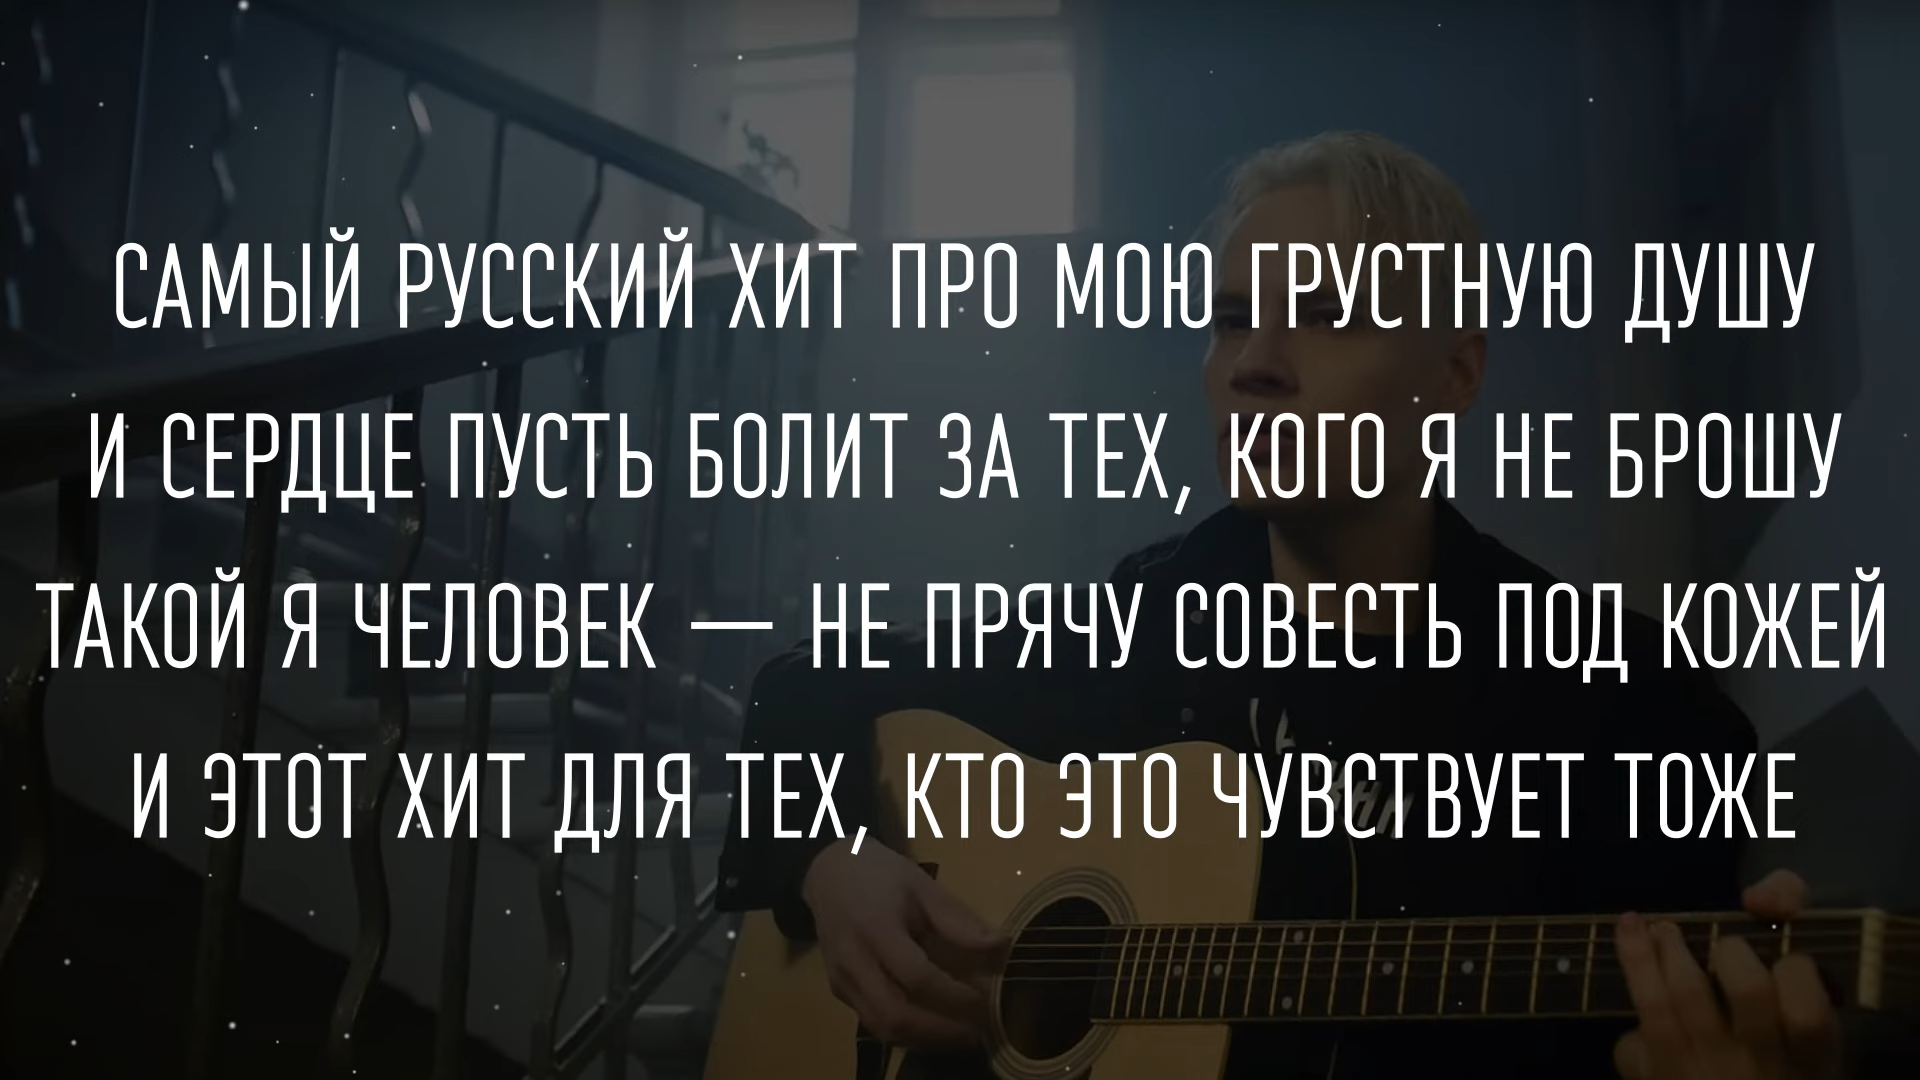 САМЫЙ РУССКИЙ ХИТ ПРО МОЮ ГРУСТНУЮ ДУШУ
И СЕРДЦЕ ПУСТЬ БОЛИТ ЗА ТЕХ, КОГО Я НЕ БРОШУ
ТАКОЙ Я ЧЕЛОВЕК — НЕ ПРЯЧУ СОВЕСТЬ ПОД КОЖЕЙ
И ЭТОТ ХИТ ДЛЯ ТЕХ, КТО ЭТО ЧУВСТВУЕТ ТОЖЕ